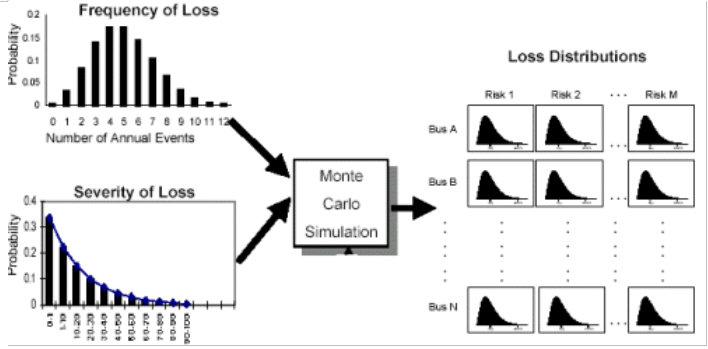 Frequency of Loss
0.2
0.15
0.1
0.05
0
Probability
0 1 2 3 4 5 6 7 8 9 10 11 12
Number of Annual Events
Severity of Loss
0.4
0.3
0.2
0.1
0
Probability
0-1
1-10
10-20
20-30
30-40
40-50
50-60
60-70
70-80
80-90
90-100
Monte
Carlo
Simulation
Loss Distributions
Risk 1 Risk 2 ... Risk M
Bus A
...
Bus B
...
Bus N
...